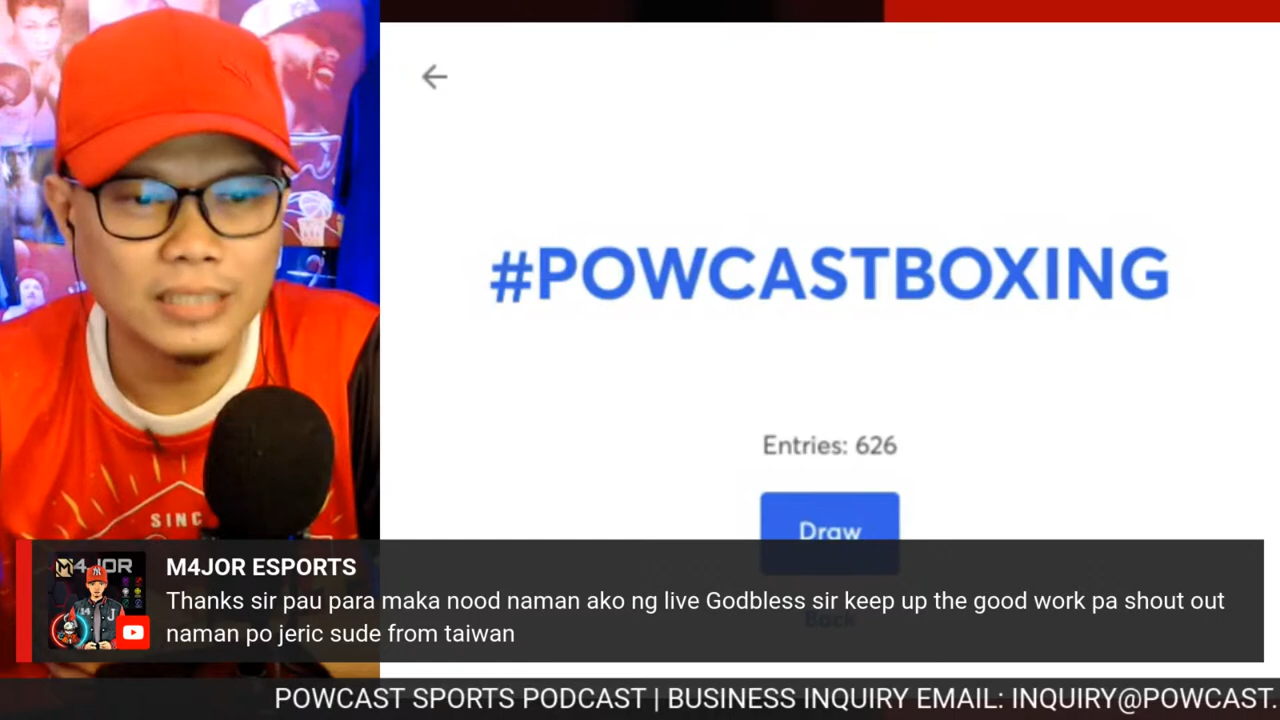 #POWCASTBOXING
Entries: 626
Draw
SINC
M4JOR ESPORTS
Thanks sir pau para maka nood naman ako ng live Godbless sir keep up the good work pa shout out
naman po jeric sude from taiwan
Back
POWCAST SPORTS PODCAST | BUSINESS INQUIRY EMAIL: INQUIRY@POWCAST.